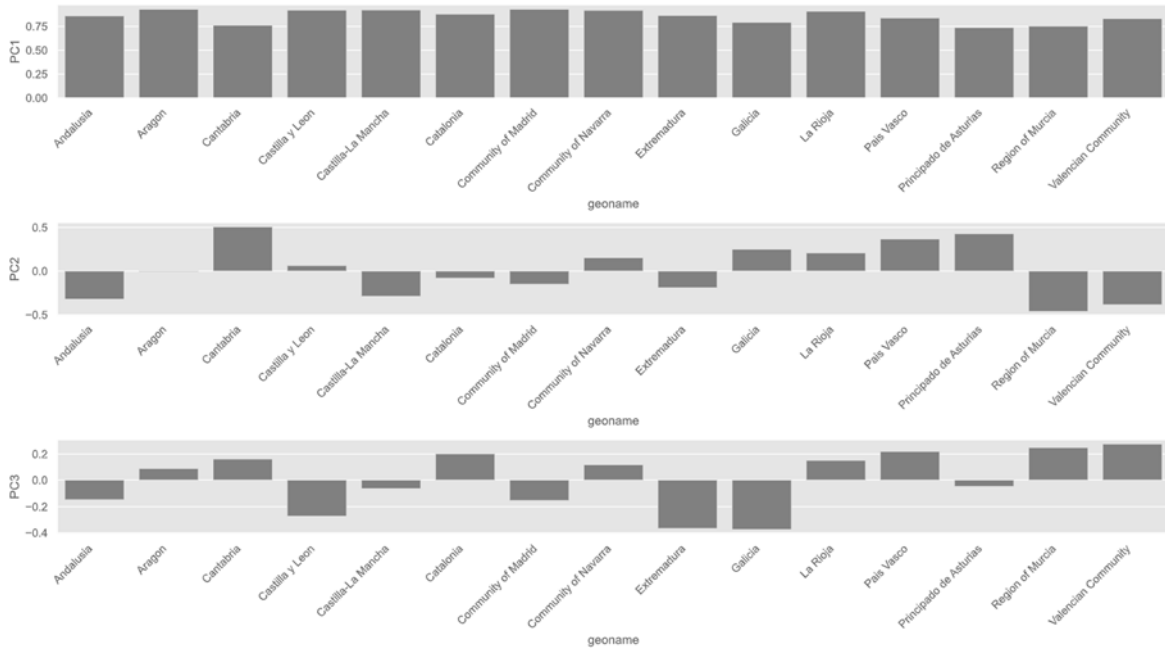 PC1
0.75
0.50
0.25
0.00
Andalusia
Aragon
Cantabria
Castilla y Leon
Castilla-La Mancha
Catalonia
Community of Madrid
Community of Navarra
Extremadura
Galicia
La Rioja
Pais Vasco
Principado de Asturias
Region of Murcia
Valencian Community
geoname
PC2
0.5
0.0
−0.5
Andalusia
Aragon
Cantabria
Castilla y Leon
Castilla-La Mancha
Catalonia
Community of Madrid
Community of Navarra
Extremadura
Galicia
La Rioja
Pais Vasco
Principado de Asturias
Region of Murcia
Valencian Community
geoname
PC3
0.2
0.0
−0.2
−0.4
Andalusia
Aragon
Cantabria
Castilla y Leon
Castilla-La Mancha
Catalonia
Community of Madrid
Community of Navarra
Extremadura
Galicia
La Rioja
Pais Vasco
Principado de Asturias
Region of Murcia
Valencian Community
geoname